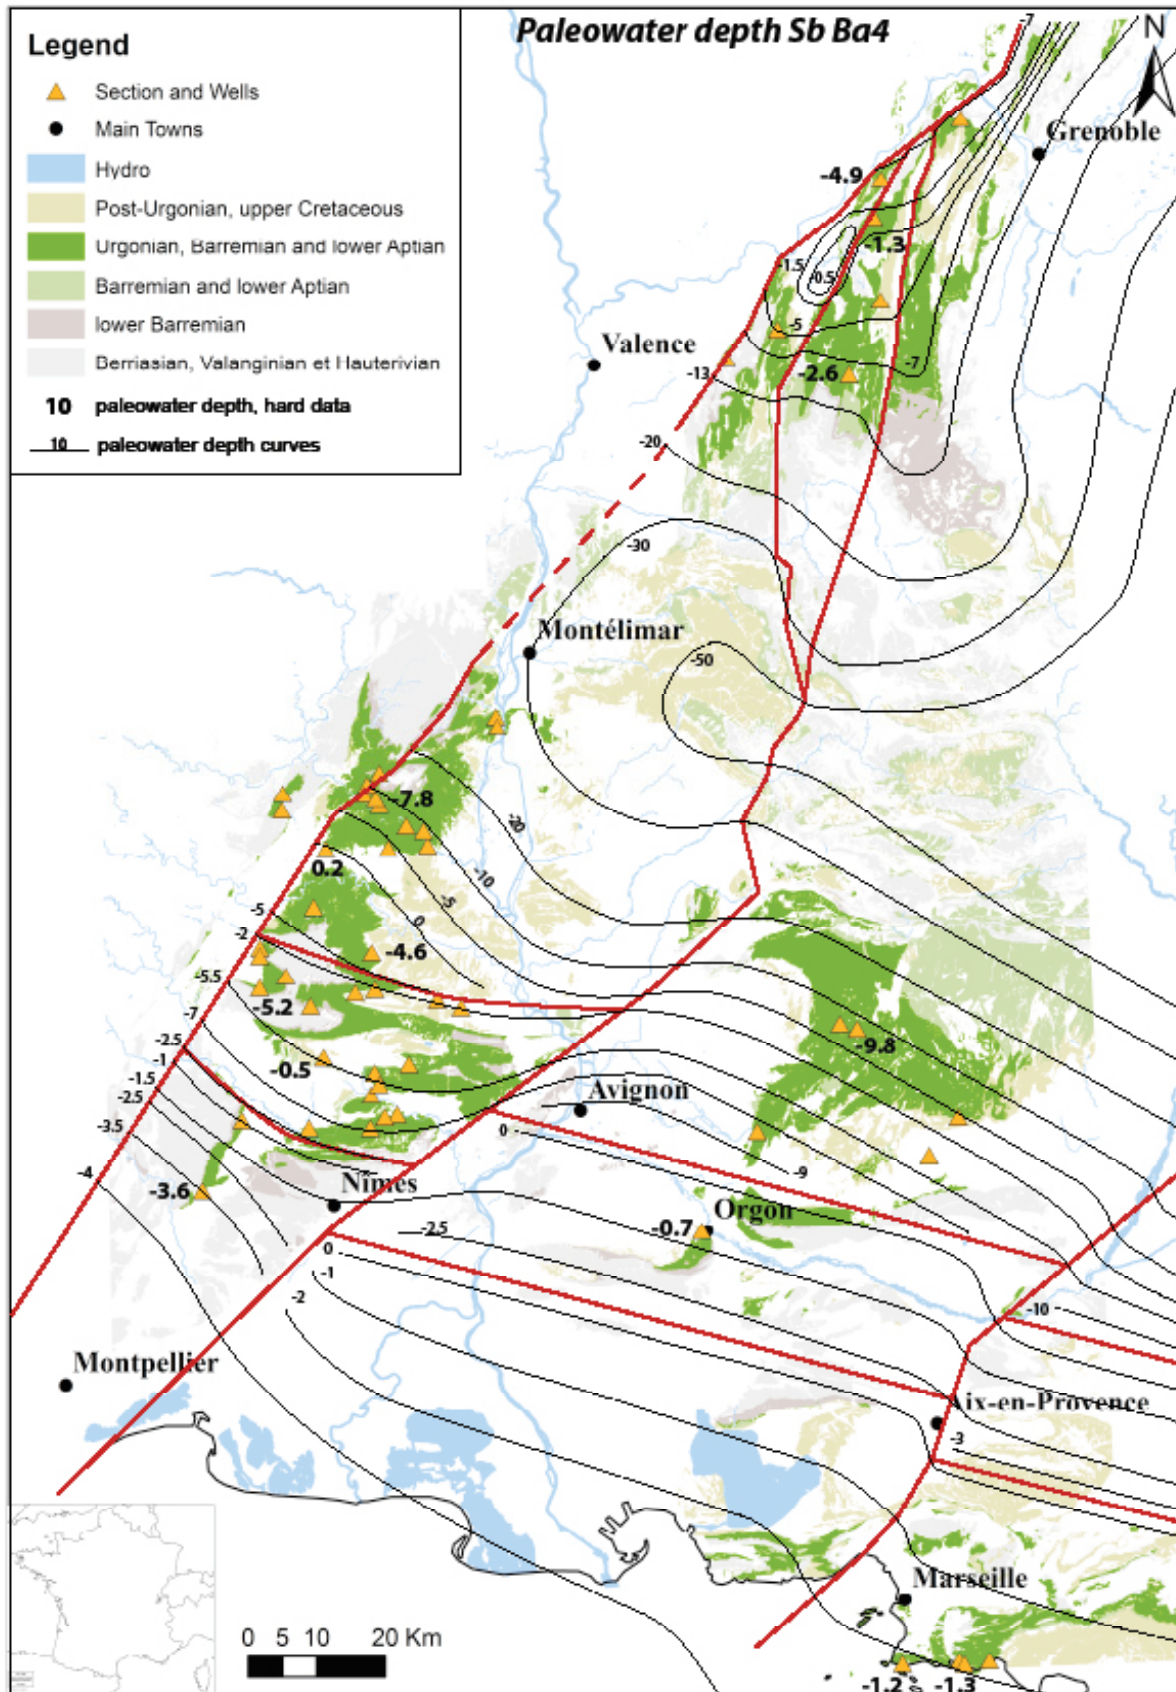 Paleowater depth Sb Ba4
N
Legend
Section and Wells
Main Towns
Hydro
Post-Urgonian, upper Cretaceous
Urgonian, Barremian and lower Aptian
Barremian and lower Aptian
lower Barremian
Berriasian, Valanginian et Hauterivian
10 paleowater depth, hard data
10 paleowater depth curves
-7
Grenoble
-4.9
-1.3
-1.5
0.5
-5
Valence
-7
-13
-2.6
-20
-30
Montélimar
-50
-7.8
-20
0.2
-10
-5
-5
0
-2
-4.6
-5.5
-5.2
-7
-9.8
-2.5
-1
-0.5
-1.5
Avignon
-2.5
-3.5
0
-4
-9
-3.6
Nîmes
Orgon
-0.7
-2.5
0
-1
-2
-10
Montpellier
Aix-en-Provence
-3
Marseille
0 5 10 20 Km
-1.2 -1.3